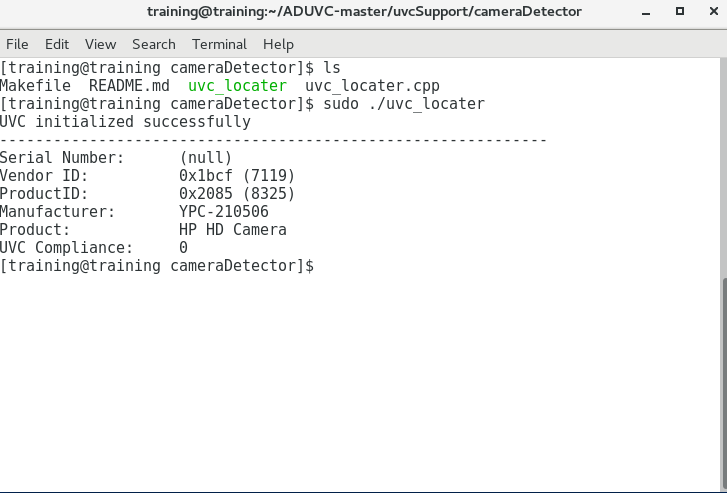 training@training:~/ADUVC-master/uvcSupport/cameraDetector
File Edit View Search Terminal Help
[training@training cameraDetector]$ ls
Makefile  README.md  uvc_locater  uvc_locater.cpp
[training@training cameraDetector]$ sudo ./uvc_locater
UVC initialized successfully
-------------------------------------------------------------
Serial Number:      (null)
Vendor ID:          0x1bcf (7119)
ProductID:          0x2085 (8325)
Manufacturer:       YPC-210506
Product:            HP HD Camera
UVC Compliance:     0
[training@training cameraDetector]$